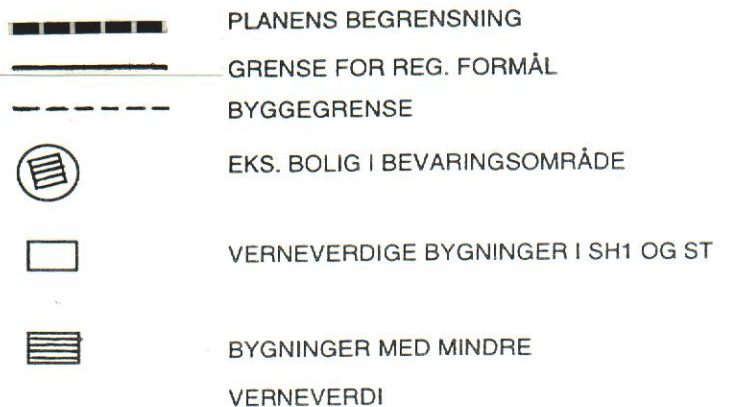 PLANENS BEGRENSNING
GRENSE FOR REG. FORMÅL
BYGGEGRENSE
EKS. BOLIG I BEVARINGSOMRÅDE
VERNEVERDIGE BYGNINGER I SH1 OG ST
BYGNINGER MED MINDRE
VERNEVERDI